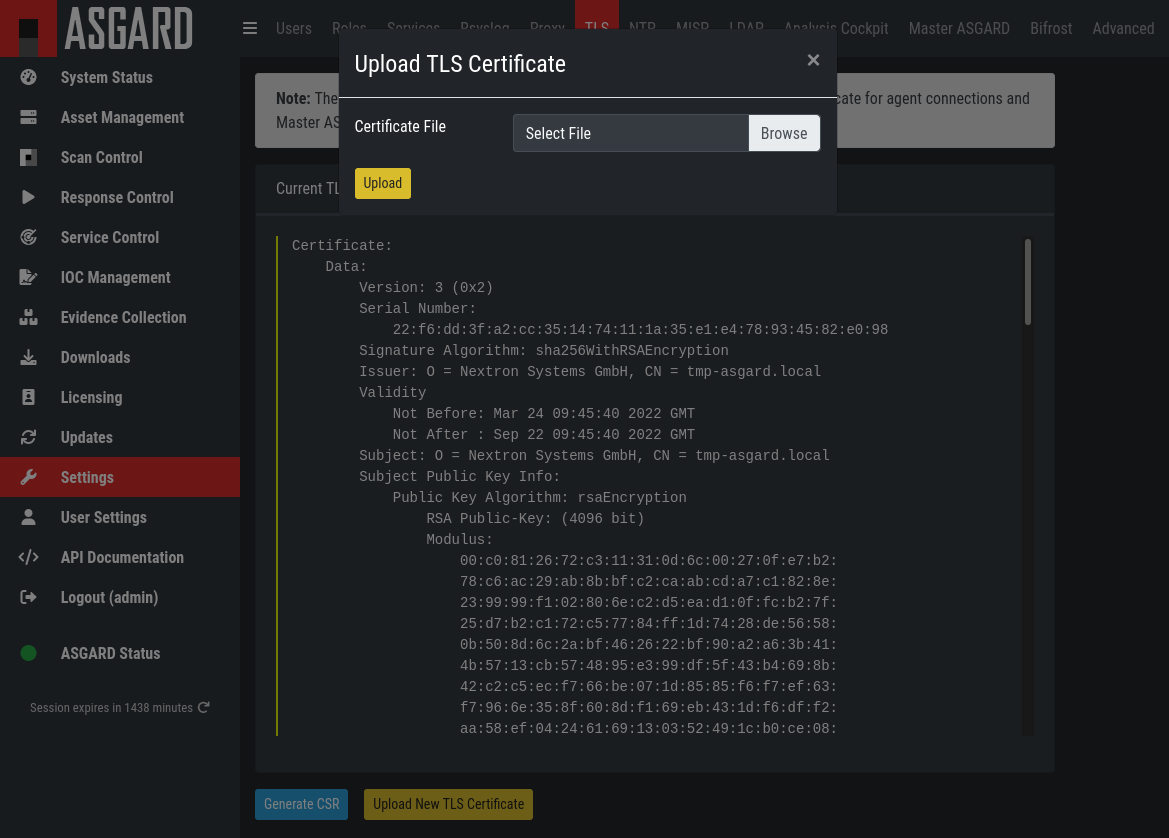 ASGARD
Users Roles Services Rsyslog Proxy TLS NTP MISP LDAP Analysis Cockpit Master ASGARD Bifrost Advanced
System Status
Asset Management
Scan Control
Response Control
Service Control
IOC Management
Evidence Collection
Downloads
Licensing
Updates
Settings
User Settings
API Documentation
Logout (admin)
ASGARD Status
Session expires in 1438 minutes
Upload TLS Certificate ×
Certificate File Select File Browse
Upload
Note: The for agent connections and
Master
Current
Certificate:
Data:
Version: 3 (0x2)
Serial Number:
22:f6:dd:3f:a2:cc:35:14:74:11:1a:35:e1:e4:78:93:45:82:e0:98
Signature Algorithm: sha256WithRSAEncryption
Issuer: O = Nextron Systems GmbH, CN = tmp-asgard.local
Validity
Not Before: Mar 24 09:45:40 2022 GMT
Not After : Sep 22 09:45:40 2022 GMT
Subject: O = Nextron Systems GmbH, CN = tmp-asgard.local
Subject Public Key Info:
Public Key Algorithm: rsaEncryption
RSA Public-Key: (4096 bit)
Modulus:
00:c0:81:26:72:c3:11:31:0d:6c:00:27:0f:e7:b2:
78:c6:ac:29:ab:8b:bf:c2:ca:ab:cd:a7:c1:82:8e:
23:99:99:f1:02:80:6e:c2:d5:ea:d1:0f:fc:b2:7f:
25:d7:b2:c1:72:c5:77:84:ff:1d:74:28:de:56:58:
0b:50:8d:6c:2a:bf:46:26:22:bf:90:a2:a6:3b:41:
4b:57:13:cb:57:48:95:e3:99:df:5f:43:b4:69:8b:
42:c2:c5:ec:f7:66:be:07:1d:85:85:f6:f7:ef:63:
f7:96:6e:35:8f:60:8d:f1:69:eb:43:1d:f6:df:f2:
aa:58:ef:04:24:61:69:13:03:52:49:1c:b0:ce:08:
Generate CSR Upload New TLS Certificate